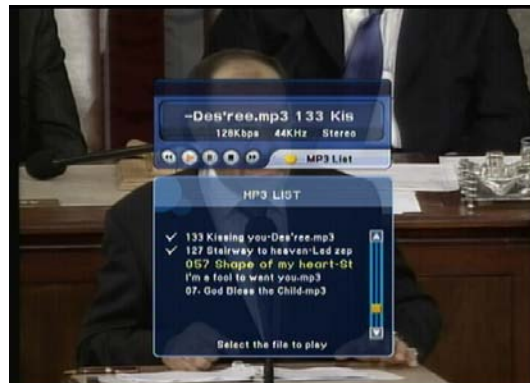 -Des'ree.mp3 133 Kis
128Kbps 44KHz Stereo
MP3 List
MP3 LIST
133 Kissing you-Des'ree.mp3
127 Stairway to heaven-Led zep
057 Shape of my heart-St
I'm a fool to want you.mp3
07. God Bless the Child.mp3
Select the file to play